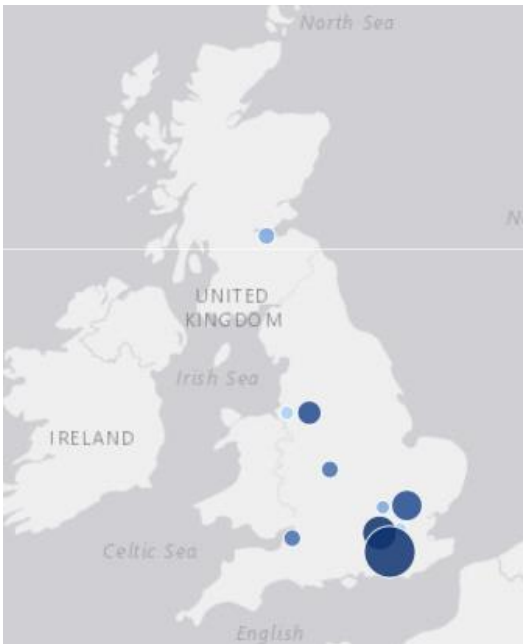 North Sea
N
UNITED
KINGDOM
Irish Sea
IRELAND
Celtic Sea
English